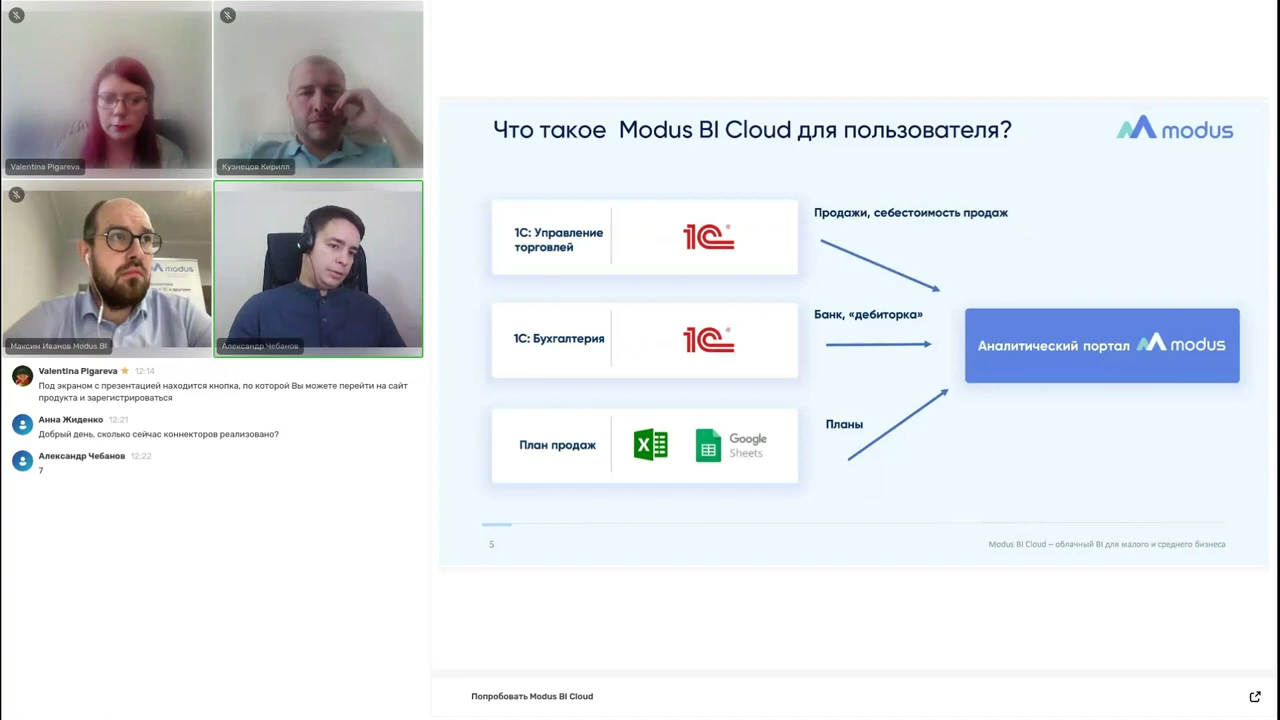 Valentina Pigareva
Кузнецов Кирилл
modus
Максим Иванов Modus BI
Александр Чебанов
Valentina Pigareva 12:14
Под экраном с презентацией находится кнопка, по которой Вы можете перейти на сайт
продукта и зарегистрироваться
Анна Жиденко 12:21
Добрый день, сколько сейчас коннекторов реализовано?
Александр Чебанов 12:22
7
Что такое Modus BI Cloud для пользователя?
modus
1С: Управление
торговлей
1С
Продажи, себестоимость продаж
1С: Бухгалтерия
1С
Банк, «дебиторка»
Аналитический портал modus
План продаж
X
Google
Sheets
Планы
5
Modus BI Cloud – облачный BI для малого и среднего бизнеса
Попробовать Modus BI Cloud